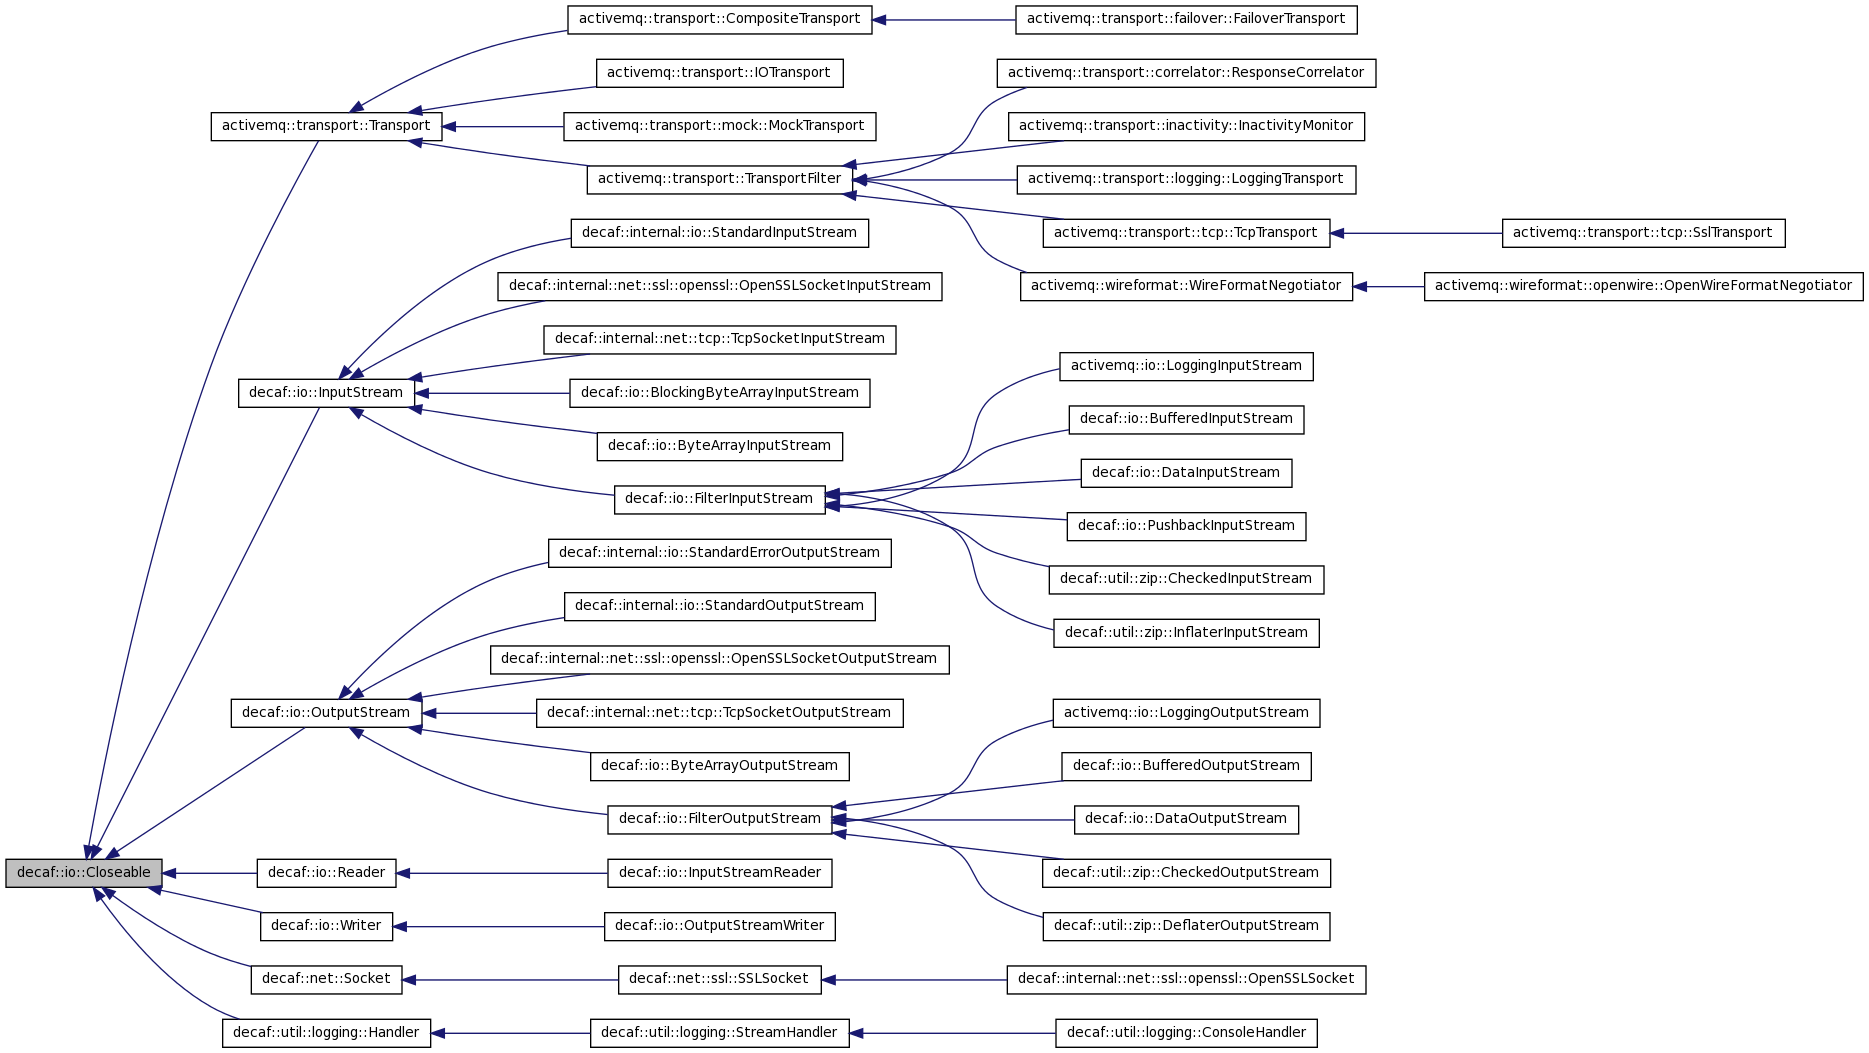 activemq::transport::CompositeTransport
activemq::transport::failover::FailoverTransport
activemq::transport::IOTransport
activemq::transport::correlator::ResponseCorrelator
activemq::transport::Transport
activemq::transport::mock::MockTransport
activemq::transport::inactivity::InactivityMonitor
activemq::transport::TransportFilter
activemq::transport::logging::LoggingTransport
decaf::internal::io::StandardInputStream
activemq::transport::tcp::TcpTransport
activemq::transport::tcp::SslTransport
decaf::internal::net::ssl::openssl::OpenSSLSocketInputStream
activemq::wireformat::WireFormatNegotiator
activemq::wireformat::openwire::OpenWireFormatNegotiator
decaf::internal::net::tcp::TcpSocketInputStream
activemq::io::LoggingInputStream
decaf::io::InputStream
decaf::io::BlockingByteArrayInputStream
decaf::io::BufferedInputStream
decaf::io::ByteArrayInputStream
decaf::io::DataInputStream
decaf::io::FilterInputStream
decaf::io::PushbackInputStream
decaf::internal::io::StandardErrorOutputStream
decaf::util::zip::CheckedInputStream
decaf::internal::io::StandardOutputStream
decaf::util::zip::InflaterInputStream
decaf::internal::net::ssl::openssl::OpenSSLSocketOutputStream
decaf::io::OutputStream
decaf::internal::net::tcp::TcpSocketOutputStream
activemq::io::LoggingOutputStream
decaf::io::ByteArrayOutputStream
decaf::io::BufferedOutputStream
decaf::io::FilterOutputStream
decaf::io::DataOutputStream
decaf::io::Closeable
decaf::io::Reader
decaf::io::InputStreamReader
decaf::util::zip::CheckedOutputStream
decaf::io::Writer
decaf::io::OutputStreamWriter
decaf::util::zip::DeflaterOutputStream
decaf::net::Socket
decaf::net::ssl::SSLSocket
decaf::internal::net::ssl::openssl::OpenSSLSocket
decaf::util::logging::Handler
decaf::util::logging::StreamHandler
decaf::util::logging::ConsoleHandler